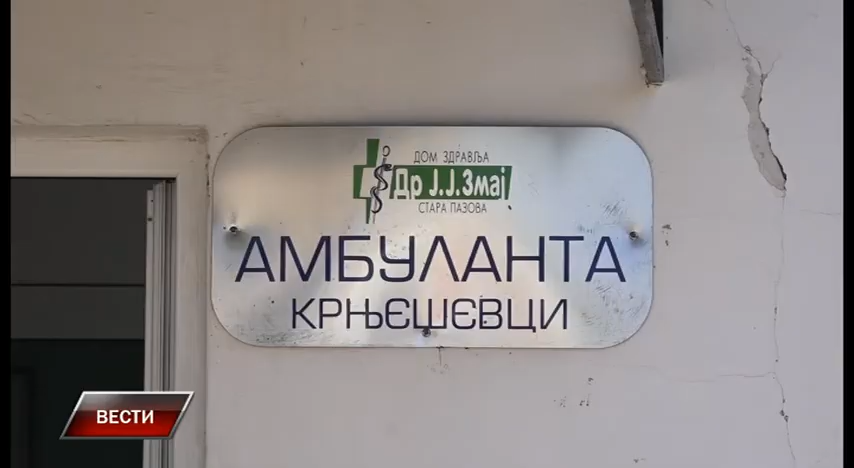 ДОМ ЗДРАВЉА
Др Ј.Ј.Змај
СТАРА ПАЗОВА
АМБУЛАНТА
КРЊЕШЕВЦИ
ВЕСТИ